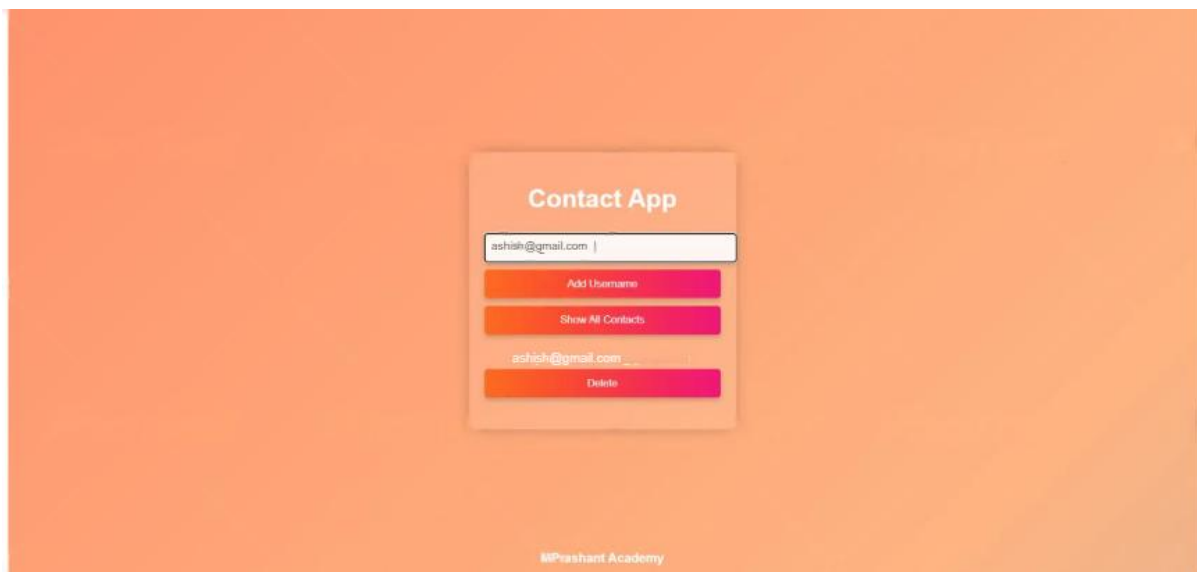 Contact App
ashish@gmail.com
Add Username
Show All Contacts
ashish@gmail.com
Delete
MPrashant Academy